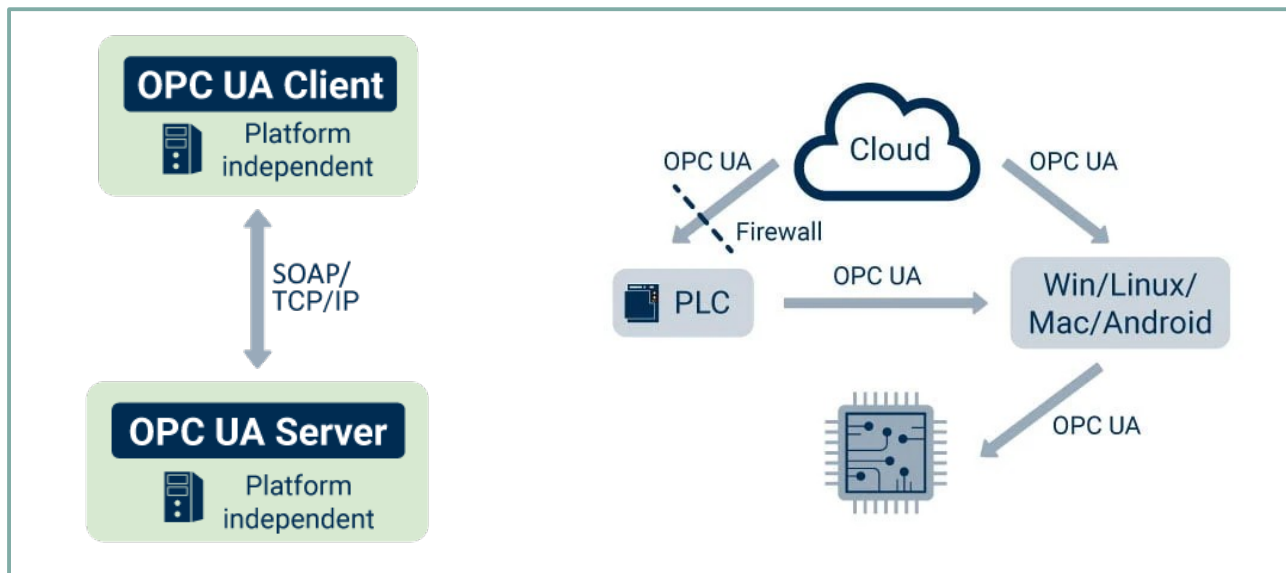 OPC UA Client
Platform
independent
SOAP/
TCP/IP
OPC UA Server
Platform
independent
Cloud
OPC UA
OPC UA
Firewall
PLC
OPC UA
Win/Linux/
Mac/Android
OPC UA